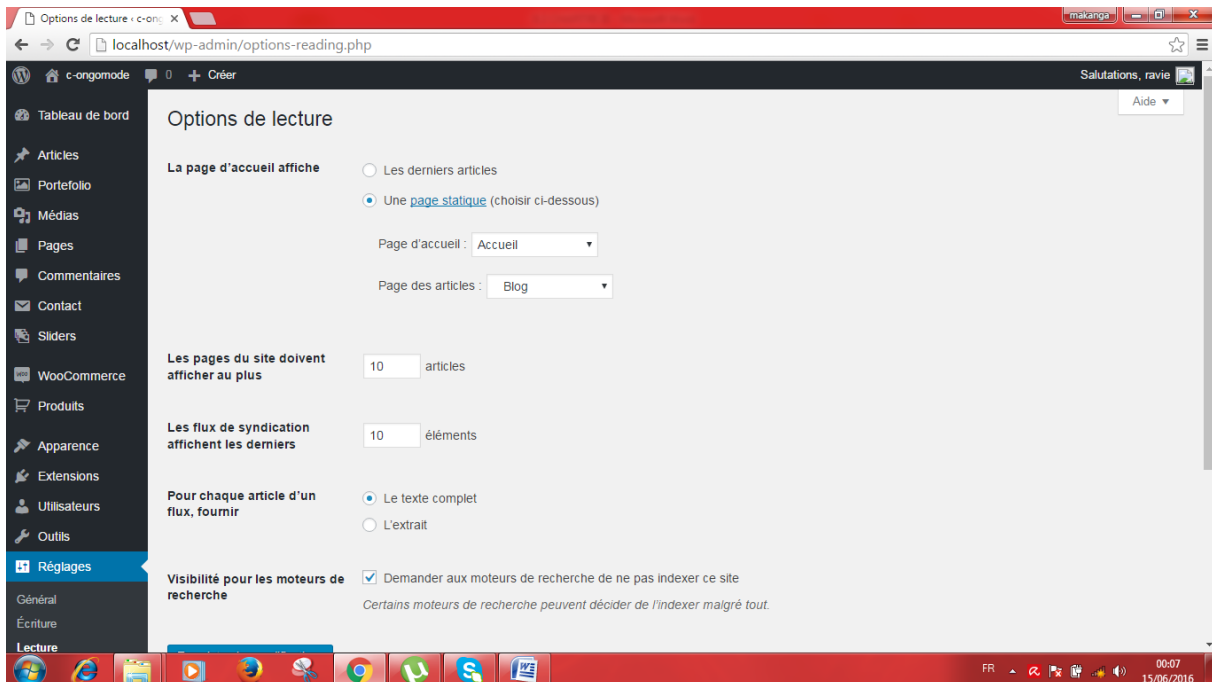 Options de lecture ‹ c-ong
makanga
localhost/wp-admin/options-reading.php
c-ongomode 0 + Créer
Salutations, ravie
Aide ▼
Tableau de bord
Articles
Portefolio
Médias
Pages
Commentaires
Contact
Sliders
WooCommerce
Produits
Apparence
Extensions
Utilisateurs
Outils
Réglages
Général
Écriture
Lecture
Options de lecture
La page d’accueil affiche
Les derniers articles
Une page statique (choisir ci-dessous)
Page d’accueil : Accueil
Page des articles : Blog
Les pages du site doivent
afficher au plus
10 articles
Les flux de syndication
affichent les derniers
10 éléments
Pour chaque article d’un
flux, fournir
Le texte complet
L’extrait
Visibilité pour les moteurs de
recherche
Demander aux moteurs de recherche de ne pas indexer ce site
Certains moteurs de recherche peuvent décider de l’indexer malgré tout.
FR
00:07
15/06/2016